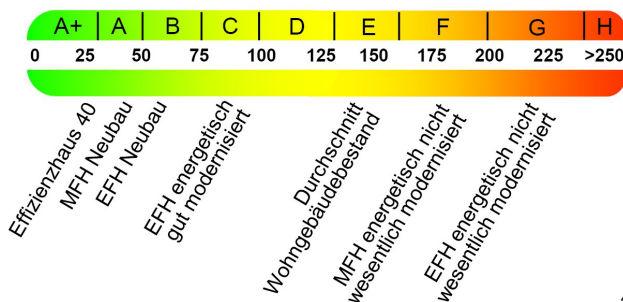 A+ A B C D E F G H
0 25 50 75 100 125 150 175 200 225 >250
Effizienzhaus 40
MFH Neubau
EFH Neubau
EFH energetisch
gut modernisiert
Durchschnitt
Wohngebäudebestand
MFH energetisch nicht
wesentlich modernisiert
EFH energetisch nicht
wesentlich modernisiert